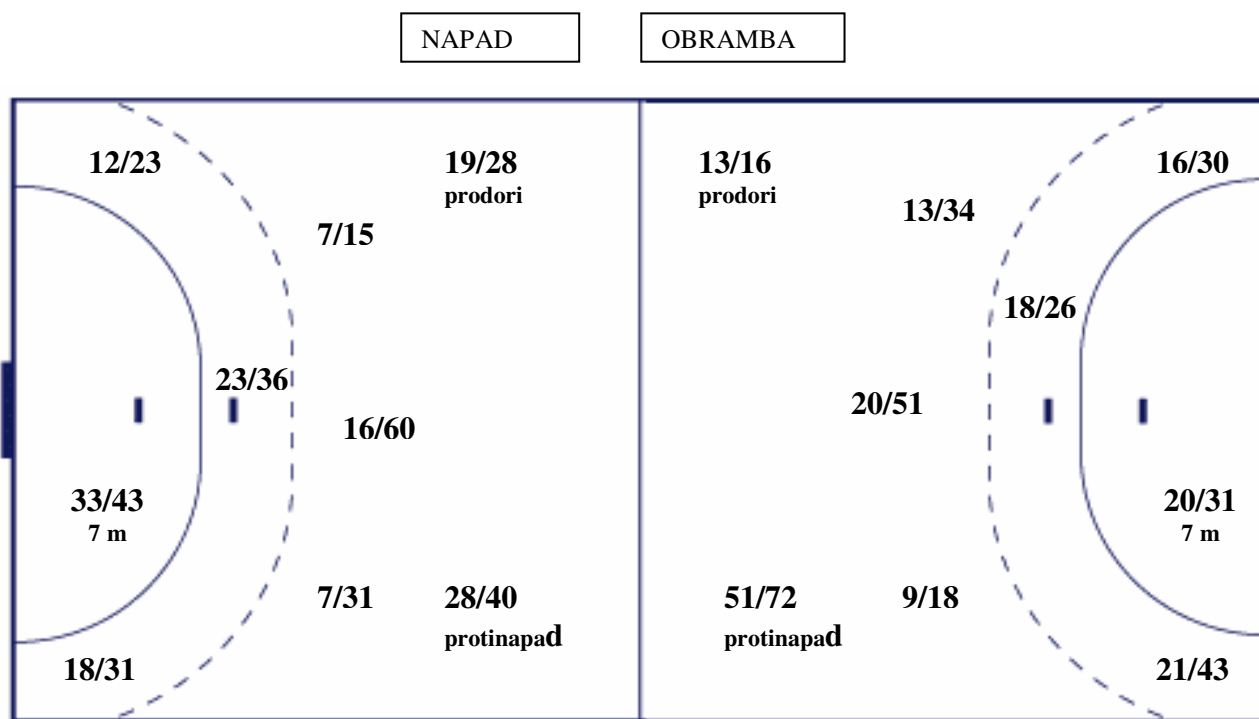 NAPAD
OBRAMBA
12/23
19/28
prodori
13/16
prodori
16/30
7/15
13/34
18/26
23/36
16/60
20/51
33/43
7 m
20/31
7 m
7/31
28/40
protinapad
51/72
protinapad
9/18
18/31
21/43